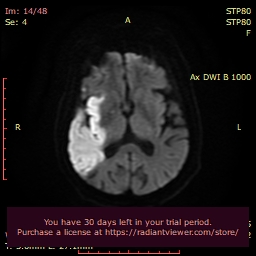 Im: 14/48
Se: 4
A
STP80
STP80
F
Ax DWI B 1000
R
L
You have 30 days left in your trial period.
Purchase a license at https://radiantviewer.com/store/